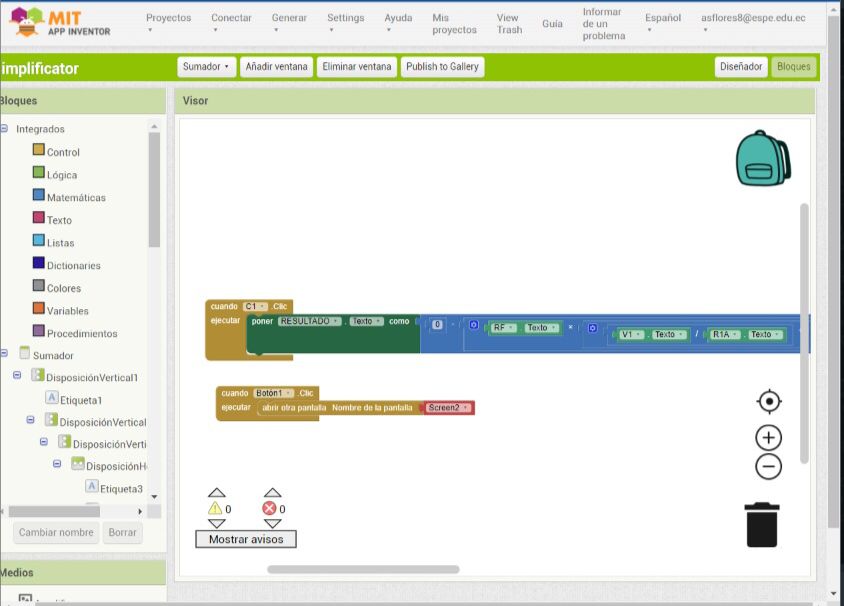 MIT
APP INVENTOR
Proyectos
Conectar
Generar
Settings
Ayuda
Mis
proyectos
View
Trash
Guía
Informar
de un
problema
Español
asflores8@espe.edu.ec
implificator
Sumador
Añadir ventana
Eliminar ventana
Publish to Gallery
Diseñador
Bloques
Bloques
Visor
Integrados
Control
Lógica
Matemáticas
Texto
Listas
Dictionaries
Colores
Variables
Procedimientos
Sumador
DisposiciónVertical1
Etiqueta1
DisposiciónVertical
DisposiciónVerti
DisposiciónH
Etiqueta3
Cambiar nombre
Borrar
Medios
cuando C1 .Clic
ejecutar poner RESULTADO . Texto como 0 - RF . Texto × V1 . Texto / R1A . Texto
cuando Botón1 .Clic
ejecutar abrir otra pantalla Nombre de la pantalla Screen2
0 0
Mostrar avisos